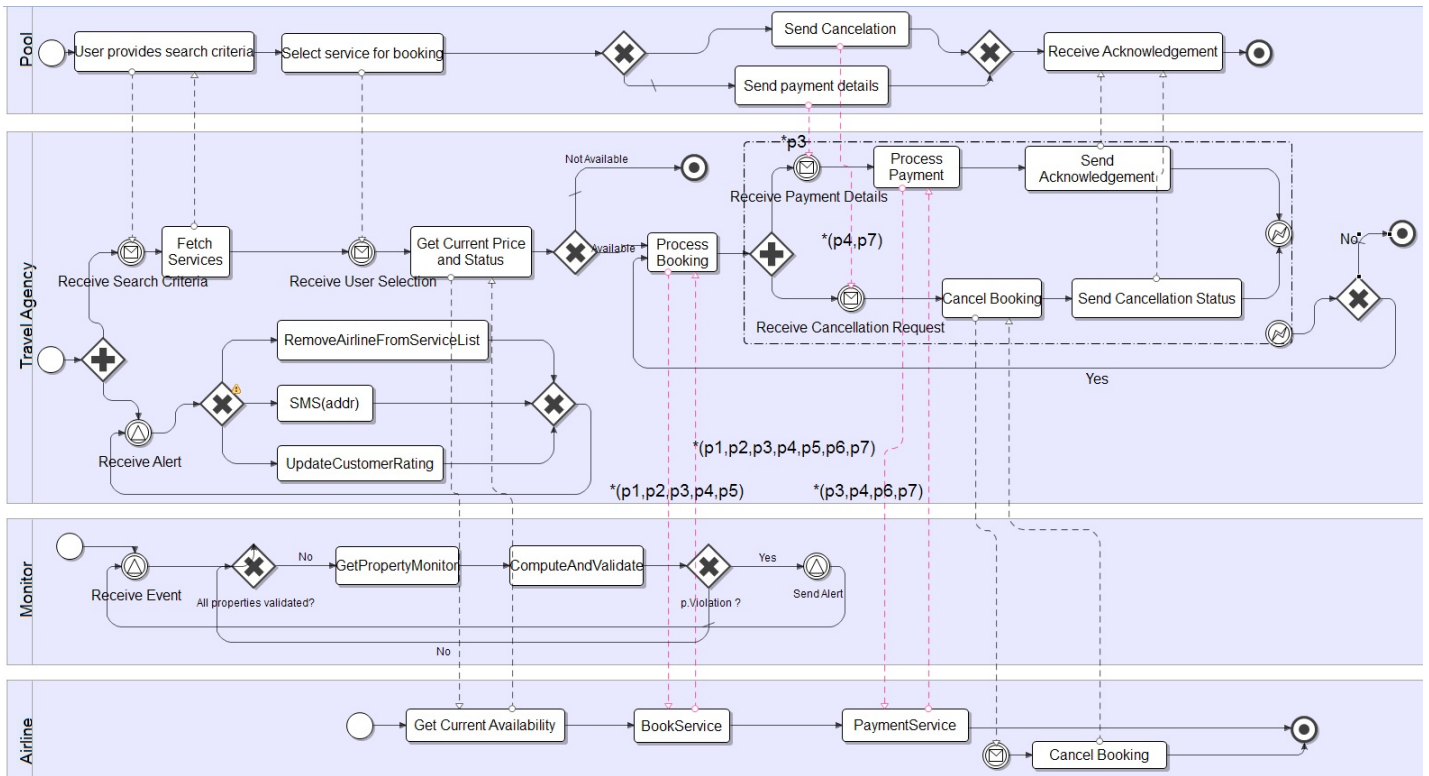 Pool
User provides search criteria
Select service for booking
Send Cancelation
Send payment details
Receive Acknowledgement
Travel Agency
*p3
Not Available
Process
Payment
Send
Acknowledgement
Receive Payment Details
Fetch
Services
Get Current Price
and Status
Available
Process
Booking
*(p4,p7)
No
Receive Search Criteria
Receive User Selection
Cancel Booking
Send Cancellation Status
Receive Cancellation Request
RemoveAirlineFromServiceList
Yes
SMS(addr)
Receive Alert
UpdateCustomerRating
*(p1,p2,p3,p4,p5,p6,p7)
*(p1,p2,p3,p4,p5)
*(p3,p4,p6,p7)
Monitor
Receive Event
No
GetPropertyMonitor
ComputeAndValidate
Yes
All properties validated?
p.Violation ?
Send Alert
No
Airline
Get Current Availability
BookService
PaymentService
Cancel Booking